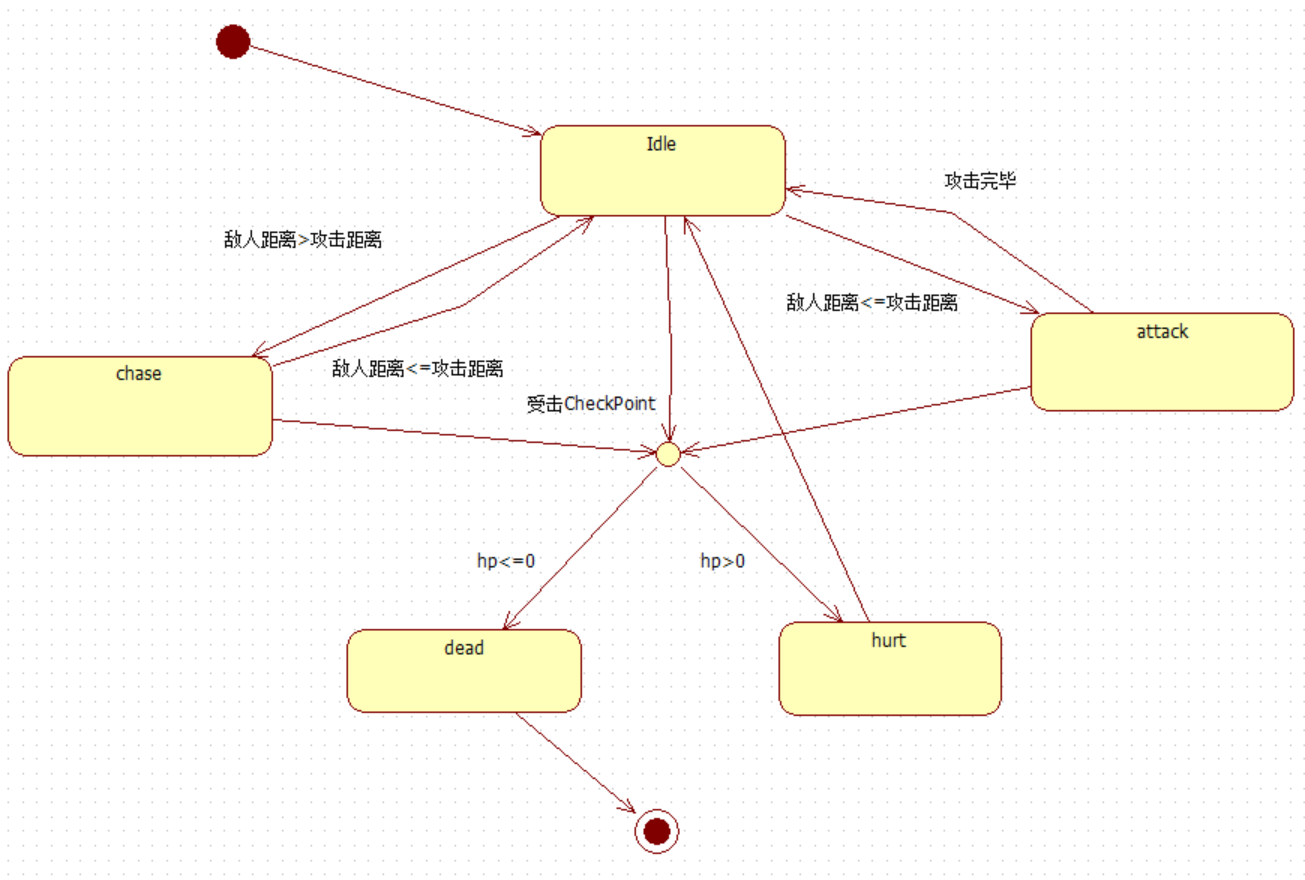 Idle
攻击完毕
敌人距离>攻击距离
敌人距离<=攻击距离
attack
敌人距离<=攻击距离
chase
受击CheckPoint
hp<=0
hp>0
dead
hurt